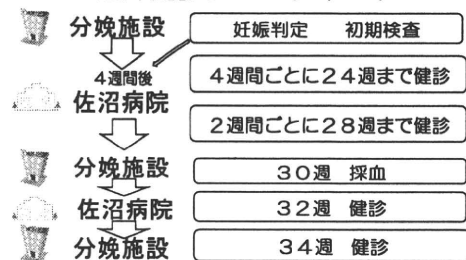 分娩施設
妊娠判定 初期検査
4週間後
佐沼病院
4週間ごとに24週まで健診
2週間ごとに28週まで健診
分娩施設
30週 採血
佐沼病院
32週 健診
分娩施設
34週 健診